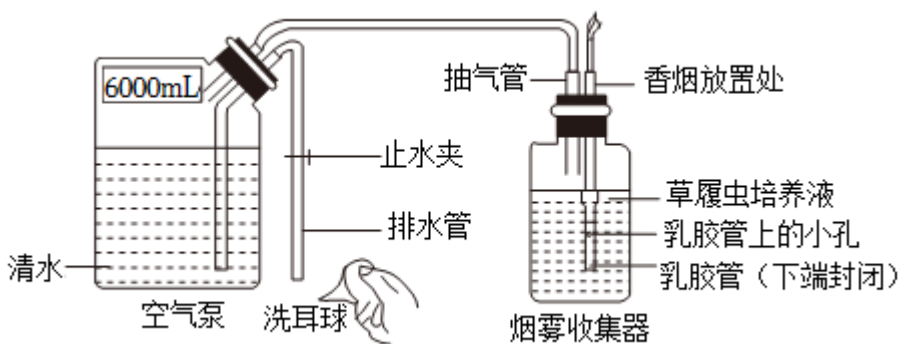 6000mL
抽气管
香烟放置处
止水夹
草履虫培养液
排水管
乳胶管上的小孔
清水
乳胶管（下端封闭）
空气泵
洗耳球
烟雾收集器